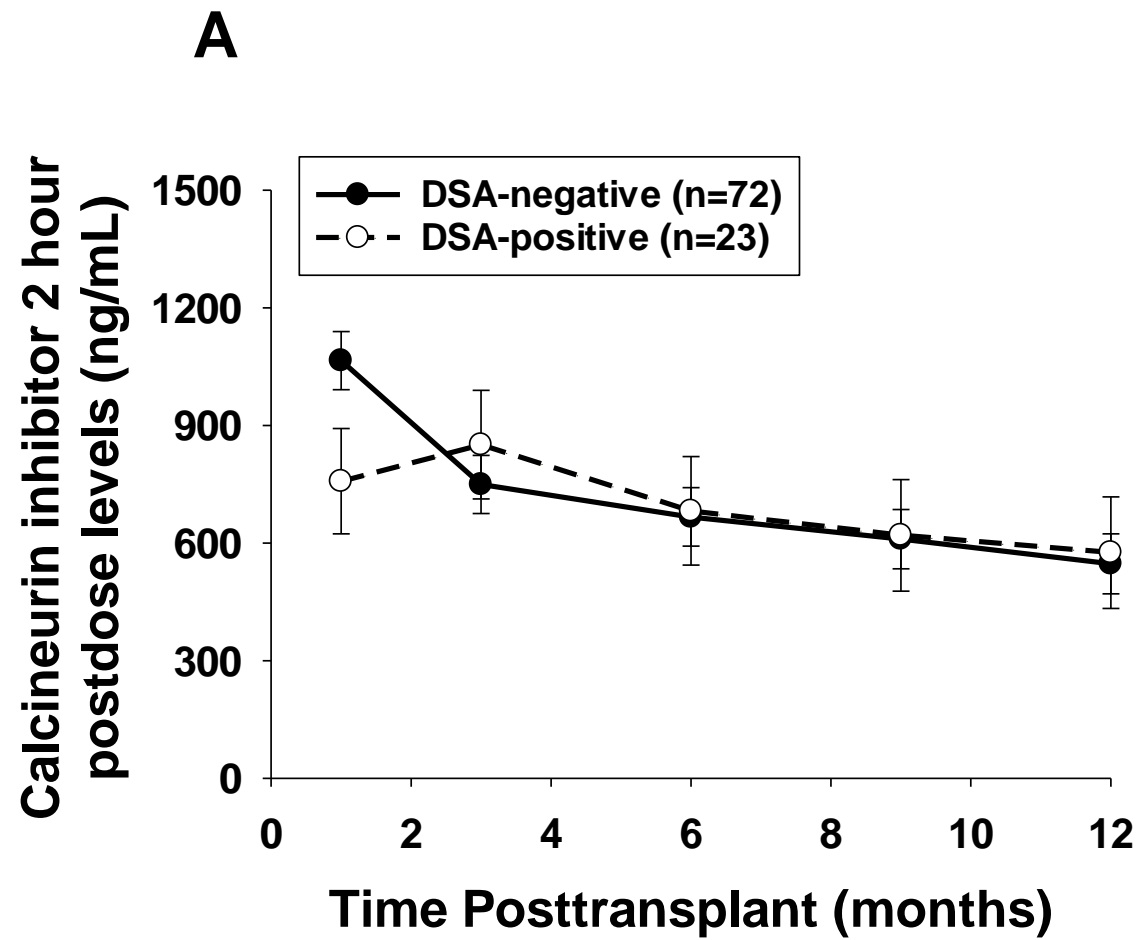 A
Calcineurin inhibitor 2 hour
postdose levels (ng/mL)
DSA-negative (n=72)
DSA-positive (n=23)
1500
1200
900
600
300
0
0 2 4 6 8 10 12
Time Posttransplant (months)